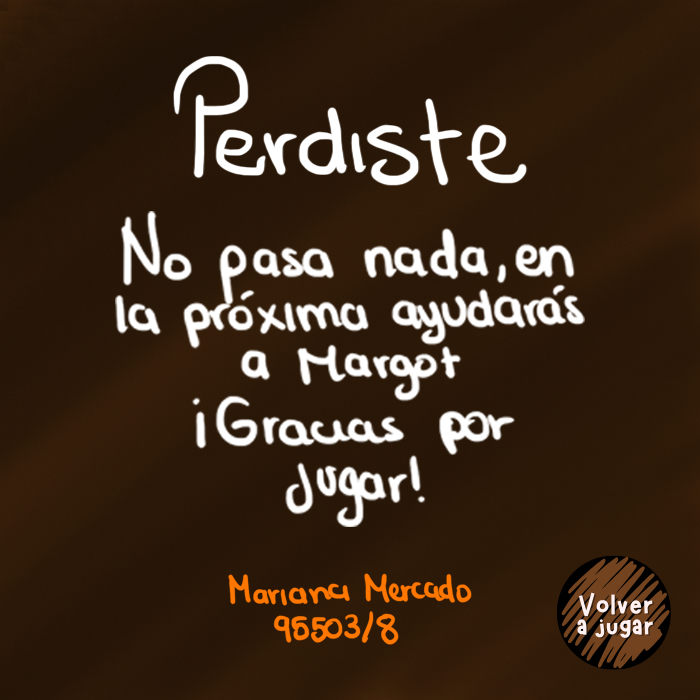 Perdiste
No pasa nada, en
la próxima ayudarás
a Margot
¡Gracias por
jugar!
Mariana Mercado
95503/8
Volver
a jugar